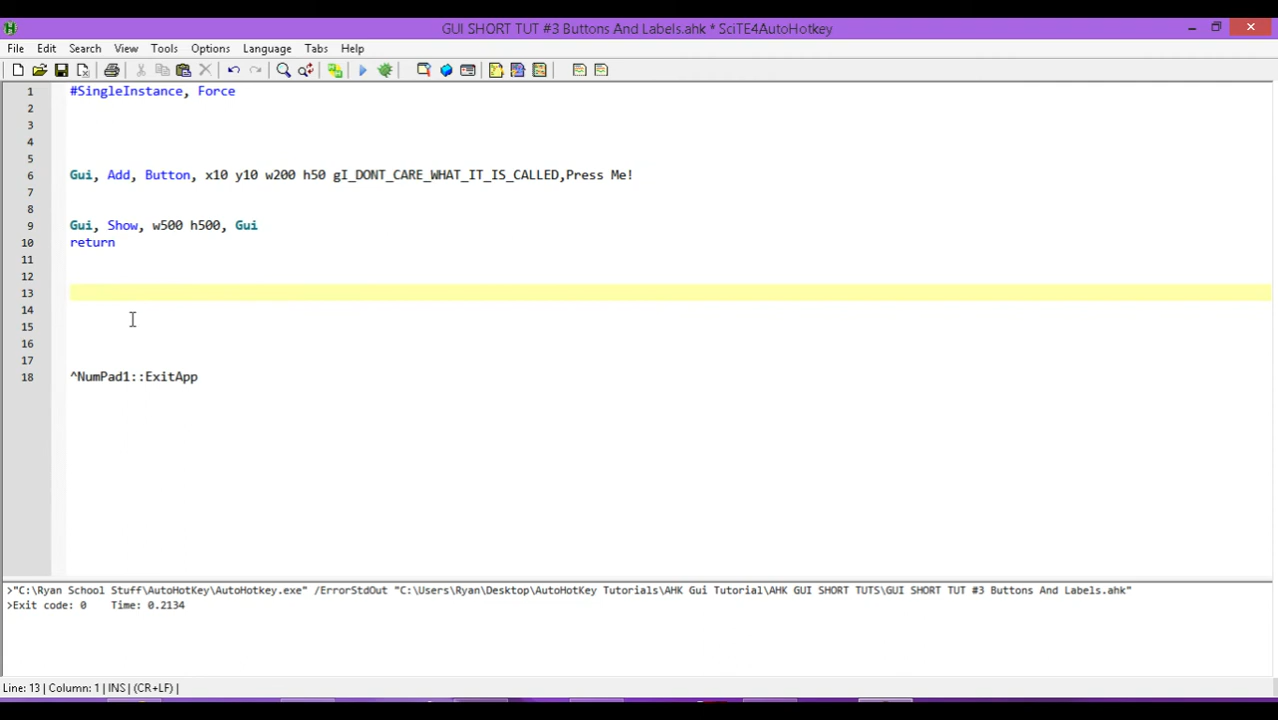 GUI SHORT TUT #3 Buttons And Labels.ahk * SciTE4AutoHotkey
File Edit Search View Tools Options Language Tabs Help
1 #SingleInstance, Force
2
3
4
5
6 Gui, Add, Button, x10 y10 w200 h50 gI_DONT_CARE_WHAT_IT_IS_CALLED,Press Me!
7
8
9 Gui, Show, w500 h500, Gui
10 return
11
12
13
14
15
16
17
18 ^NumPad1::ExitApp
>"C:\Ryan School Stuff\AutoHotKey\AutoHotkey.exe" /ErrorStdOut "C:\Users\Ryan\Desktop\AutoHotKey Tutorials\AHK Gui Tutorial\AHK GUI SHORT TUTS\GUI SHORT TUT #3 Buttons And Labels.ahk"
>Exit code: 0 Time: 0.2134
Line: 13 | Column: 1 | INS | (CR+LF) |